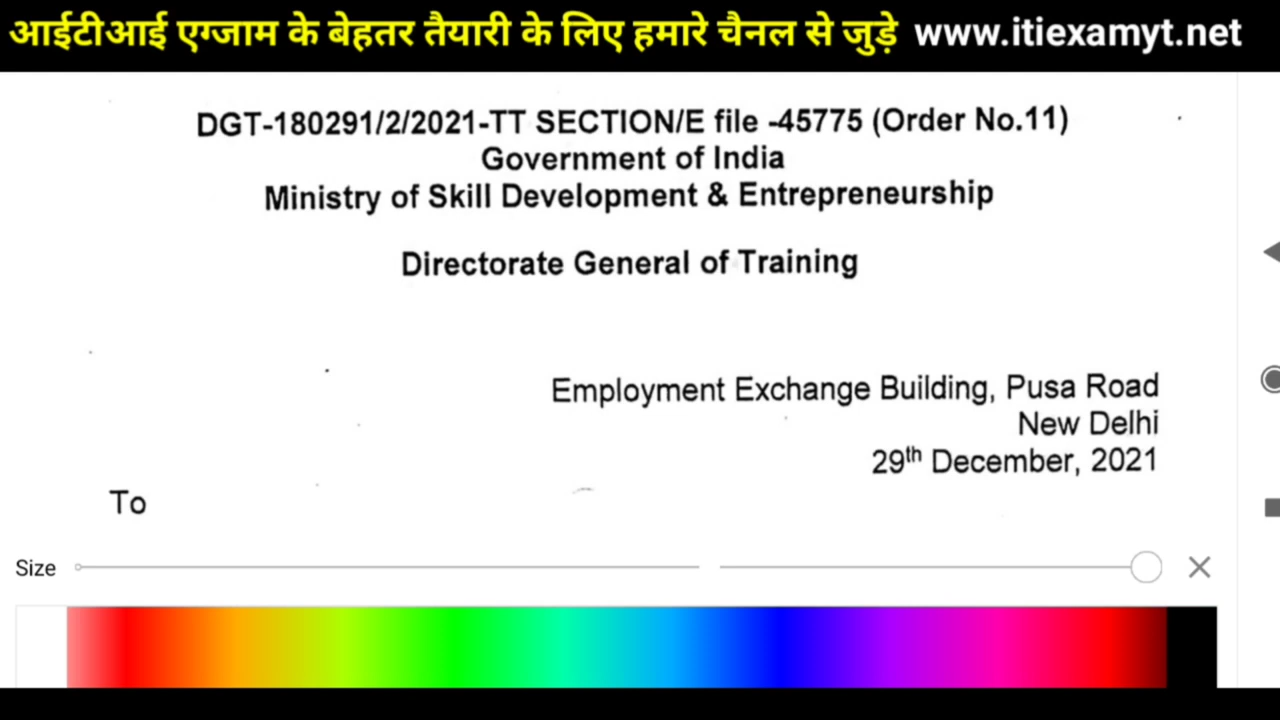 आईटीआई एग्जाम के बेहतर तैयारी के लिए हमारे चैनल से जुड़े www.itiexamyt.net
DGT-180291/2/2021-TT SECTION/E file -45775 (Order No.11)
Government of India
Ministry of Skill Development & Entrepreneurship
Directorate General of Training
Employment Exchange Building, Pusa Road
New Delhi
29th December, 2021
To
Size